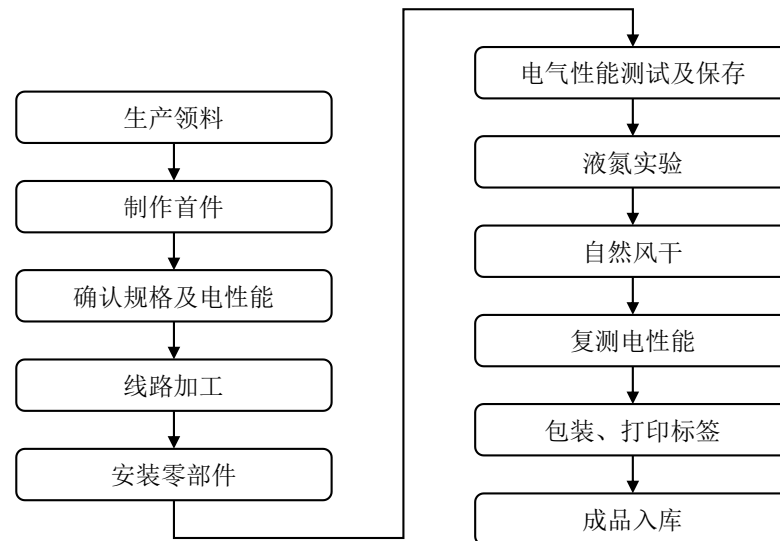 生产领料
制作首件
确认规格及电性能
线路加工
安装零部件
电气性能测试及保存
液氮实验
自然风干
复测电性能
包装、打印标签
成品入库